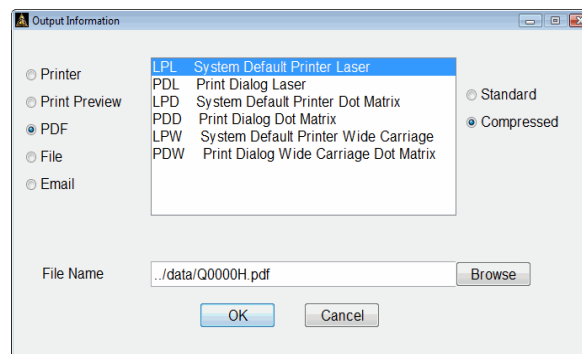 Output Information
Printer
Print Preview
PDF
File
Email
LPL System Default Printer Laser
PDL Print Dialog Laser
LPD System Default Printer Dot Matrix
PDD Print Dialog Dot Matrix
LPW System Default Printer Wide Carriage
PDW Print Dialog Wide Carriage Dot Matrix
Standard
Compressed
File Name ../data/Q0000H.pdf Browse
OK Cancel